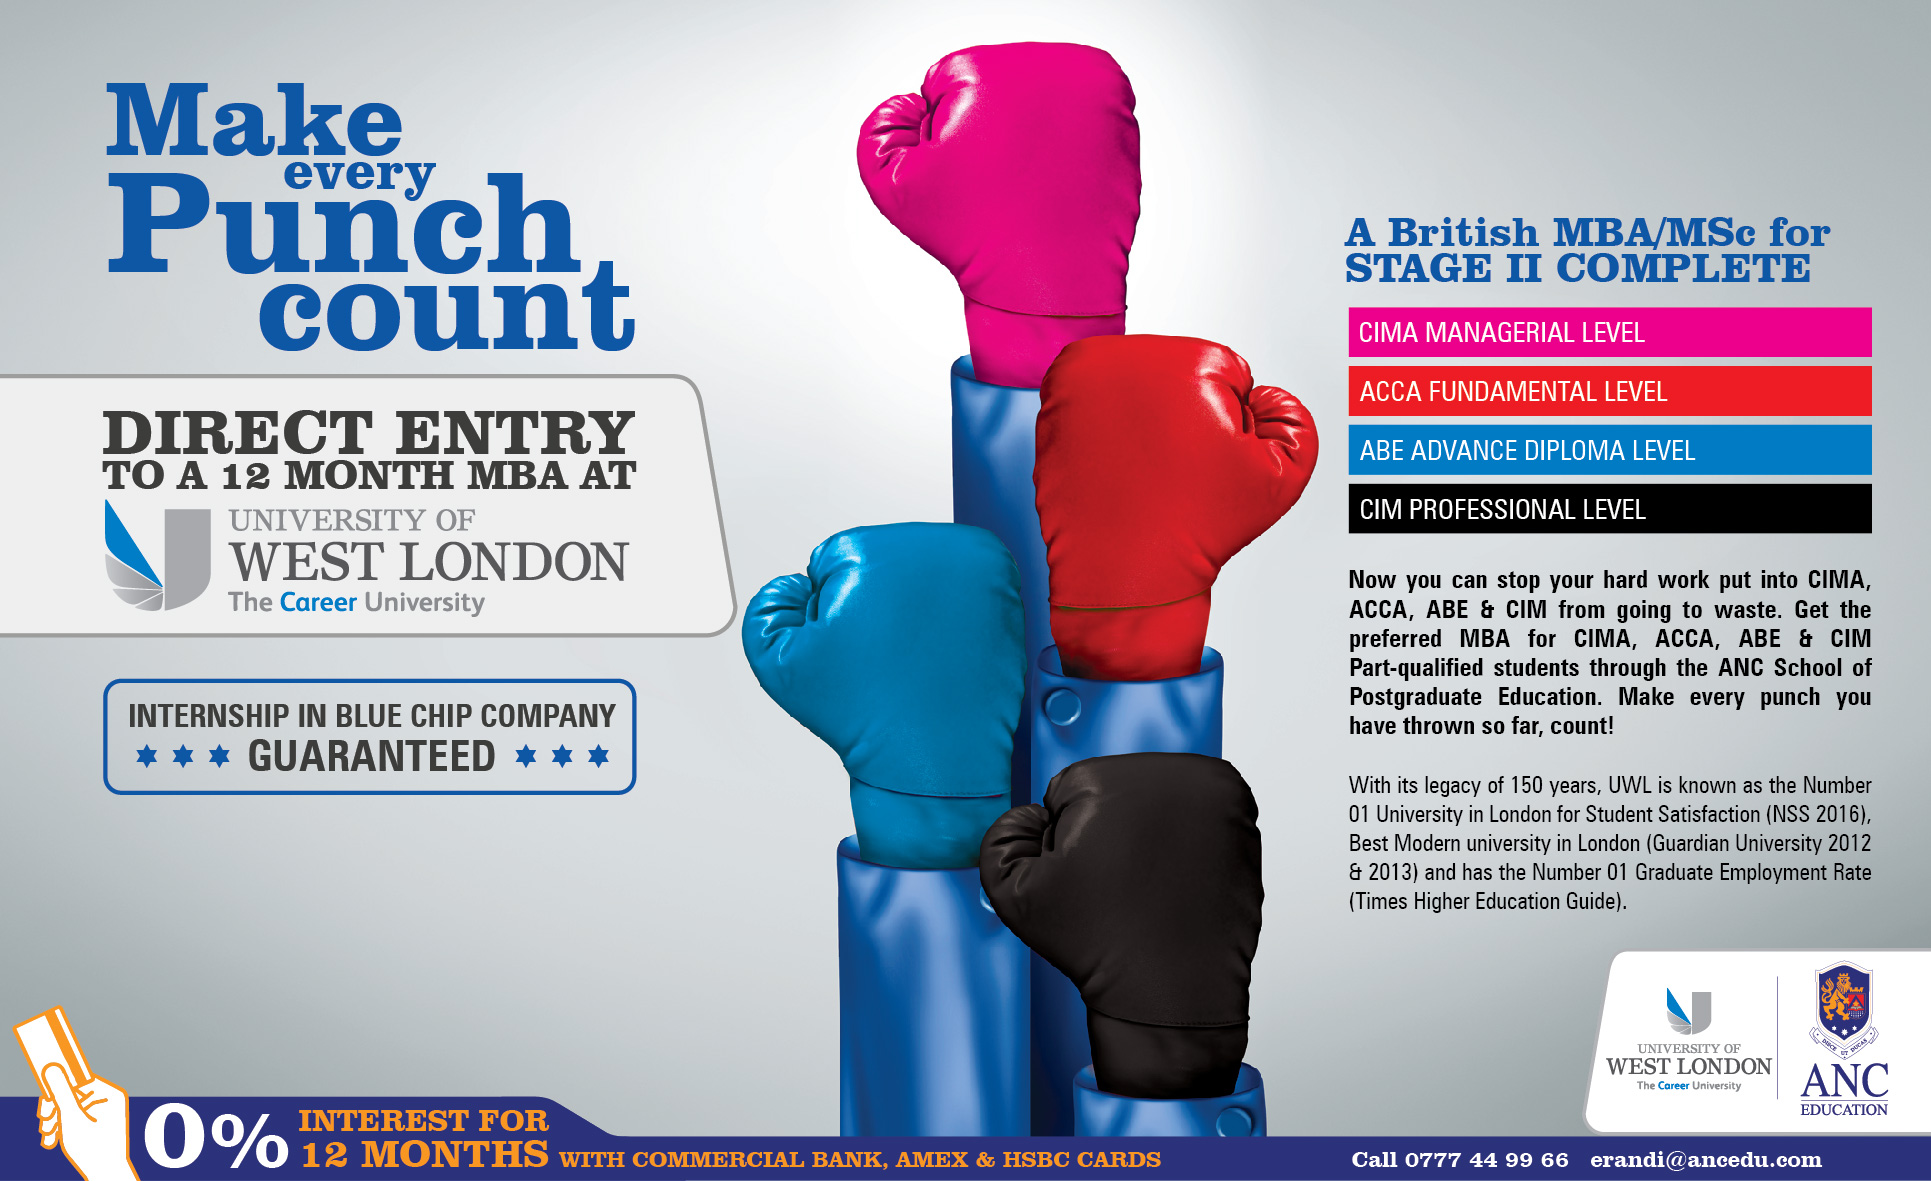 Make
every
Punch
count
DIRECT ENTRY
TO A 12 MONTH MBA AT
UNIVERSITY OF
WEST LONDON
The Career University
INTERNSHIP IN BLUE CHIP COMPANY
GUARANTEED
A British MBA/MSc for
STAGE II COMPLETE
CIMA MANAGERIAL LEVEL
ACCA FUNDAMENTAL LEVEL
ABE ADVANCE DIPLOMA LEVEL
CIM PROFESSIONAL LEVEL
Now you can stop your hard work put into CIMA,
ACCA, ABE & CIM from going to waste. Get the
preferred MBA for CIMA, ACCA, ABE & CIM
Part-qualified students through the ANC School of
Postgraduate Education. Make every punch you
have thrown so far, count!
With its legacy of 150 years, UWL is known as the Number
01 University in London for Student Satisfaction (NSS 2016),
Best Modern university in London (Guardian University 2012
& 2013) and has the Number 01 Graduate Employment Rate
(Times Higher Education Guide).
UNIVERSITY OF
WEST LONDON
The Career University
DISCE UT DUCAS
ANC
EDUCATION
0% INTEREST FOR
12 MONTHS WITH COMMERCIAL BANK, AMEX & HSBC CARDS
Call 0777 44 99 66 erandi@ancedu.com